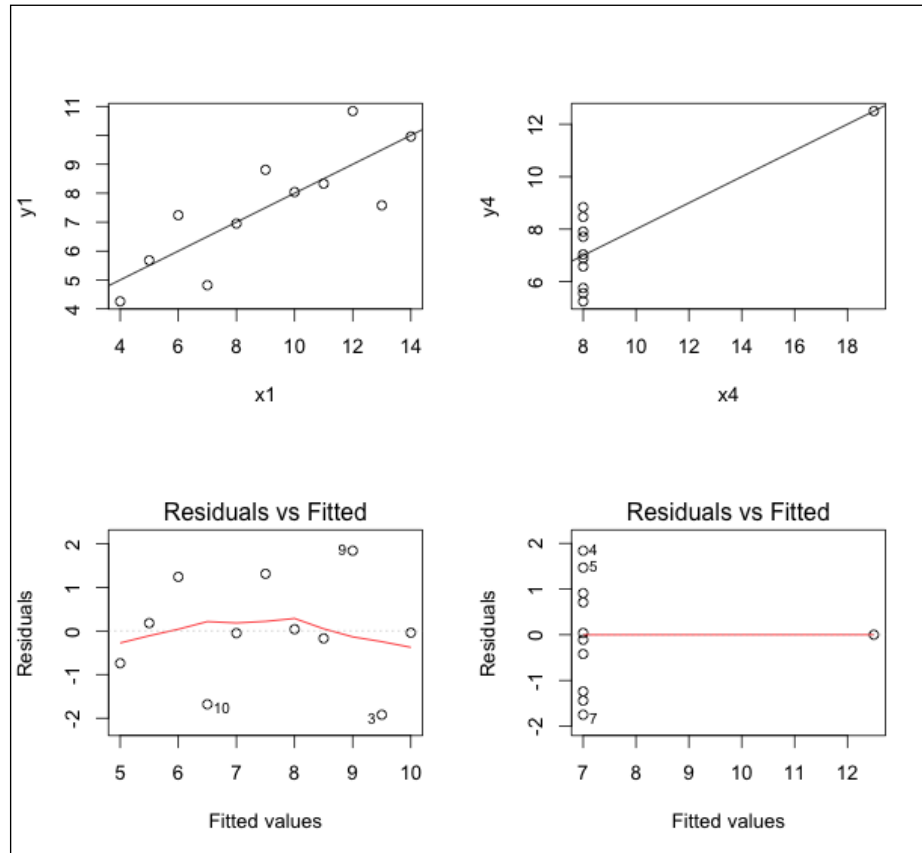 11
9
8
7
6
5
4
y1
4 6 8 10 12 14
x1
12
10
8
6
y4
8 10 12 14 16 18
x4
Residuals vs Fitted
2
1
0
-1
-2
Residuals
9
10
3
5 6 7 8 9 10
Fitted values
Residuals vs Fitted
2
1
0
-1
-2
Residuals
4
5
7
7 8 9 10 11 12
Fitted values